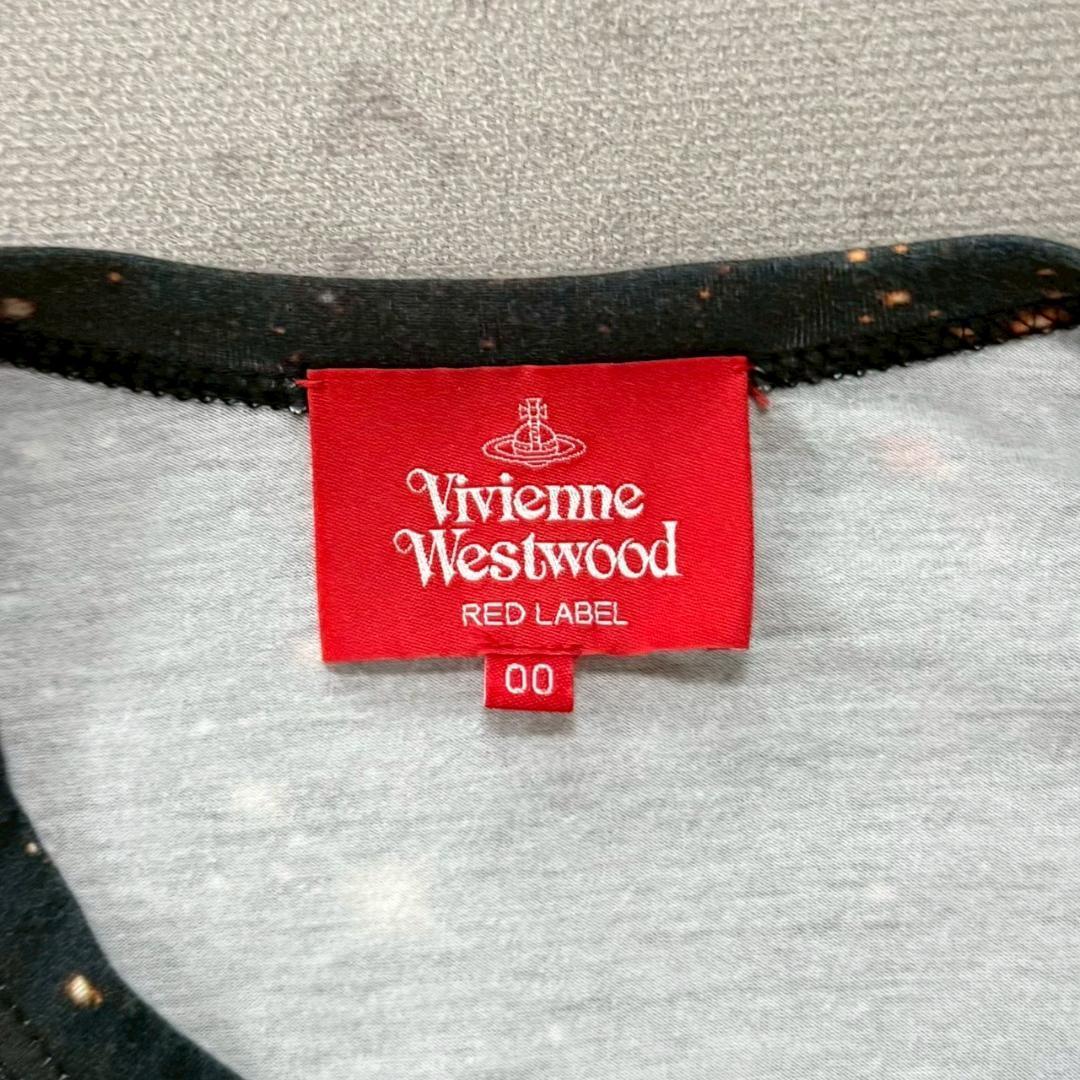 Vivienne
Westwood
RED LABEL
00